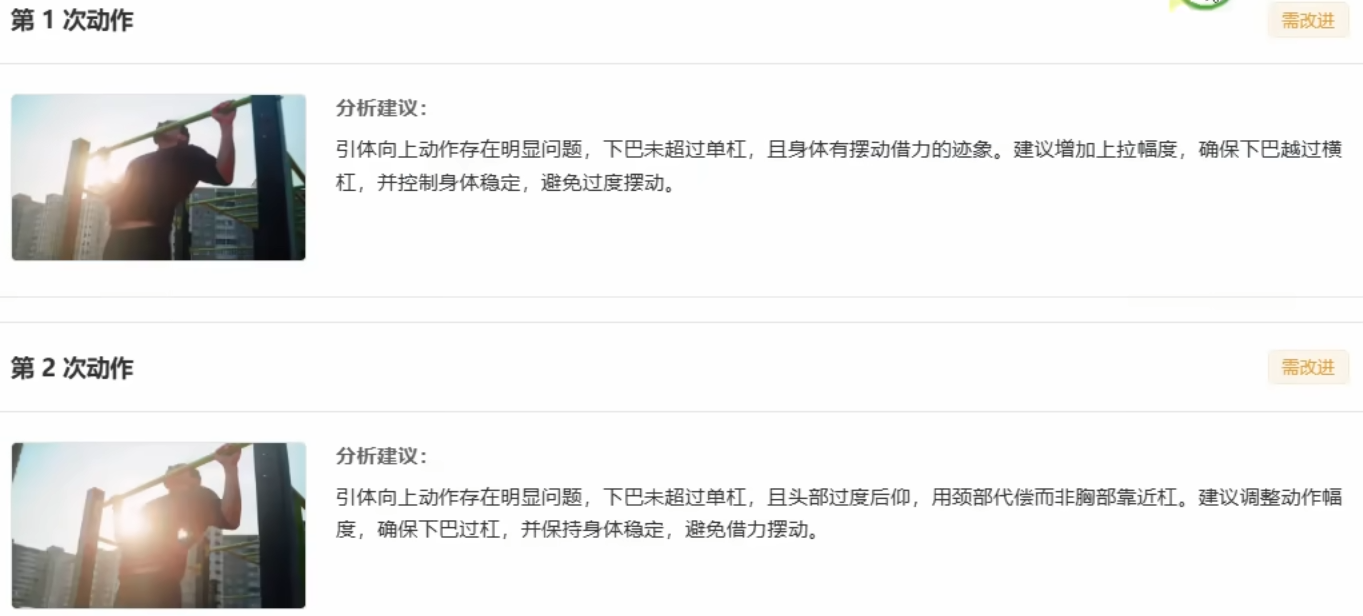 第 1 次动作
需改进
分析建议：
引体向上动作存在明显问题，下巴未超过单杠，且身体有摆动借力的迹象。建议增加上拉幅度，确保下巴越过横
杠，并控制身体稳定，避免过度摆动。
第 2 次动作
需改进
分析建议：
引体向上动作存在明显问题，下巴未超过单杠，且头部过度后仰，用颈部代偿而非胸部靠近杠。建议调整动作幅
度，确保下巴过杠，并保持身体稳定，避免借力摆动。